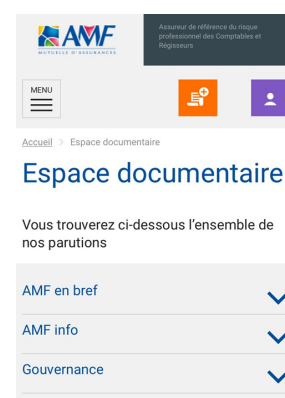 AMF
MUTUELLE D'ASSURANCES
Assureur de référence du risque
professionnel des Comptables et
Régisseurs
MENU
Accueil > Espace documentaire
Espace documentaire
Vous trouverez ci-dessous l'ensemble de
nos parutions
AMF en bref
AMF info
Gouvernance